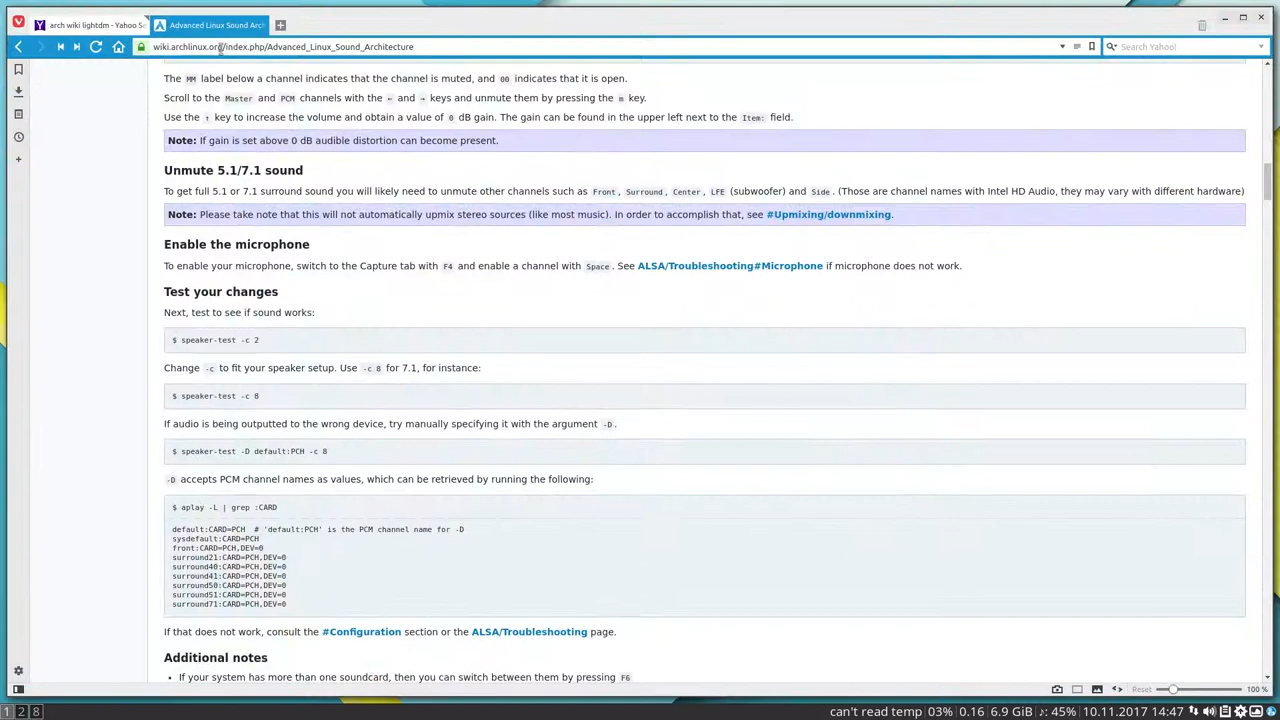 arch wiki lightdm - Yahoo Se
Advanced Linux Sound Arch
wiki.archlinux.org/index.php/Advanced_Linux_Sound_Architecture
Search Yahoo!
The MM label below a channel indicates that the channel is muted, and 00 indicates that it is open.
Scroll to the Master and PCM channels with the ← and → keys and unmute them by pressing the m key.
Use the ↑ key to increase the volume and obtain a value of 0 dB gain. The gain can be found in the upper left next to the Item: field.
Note: If gain is set above 0 dB audible distortion can become present.
Unmute 5.1/7.1 sound
To get full 5.1 or 7.1 surround sound you will likely need to unmute other channels such as Front, Surround, Center, LFE (subwoofer) and Side. (Those are channel names with Intel HD Audio, they may vary with different hardware)
Note: Please take note that this will not automatically upmix stereo sources (like most music). In order to accomplish that, see #Upmixing/downmixing.
Enable the microphone
To enable your microphone, switch to the Capture tab with F4 and enable a channel with Space. See ALSA/Troubleshooting#Microphone if microphone does not work.
Test your changes
Next, test to see if sound works:
$ speaker-test -c 2
Change -c to fit your speaker setup. Use -c 8 for 7.1, for instance:
$ speaker-test -c 8
If audio is being outputted to the wrong device, try manually specifying it with the argument -D.
$ speaker-test -D default:PCH -c 8
-D accepts PCM channel names as values, which can be retrieved by running the following:
$ aplay -L | grep :CARD
default:CARD=PCH # 'default:PCH' is the PCM channel name for -D
sysdefault:CARD=PCH
front:CARD=PCH,DEV=0
surround21:CARD=PCH,DEV=0
surround40:CARD=PCH,DEV=0
surround41:CARD=PCH,DEV=0
surround50:CARD=PCH,DEV=0
surround51:CARD=PCH,DEV=0
surround71:CARD=PCH,DEV=0
If that does not work, consult the #Configuration section or the ALSA/Troubleshooting page.
Additional notes
• If your system has more than one soundcard, then you can switch between them by pressing F6
Reset 100 %
1 2 8 can't read temp | 03% | 0.16 | 6.9 GiB | ♪: 45% | 10.11.2017 14:47